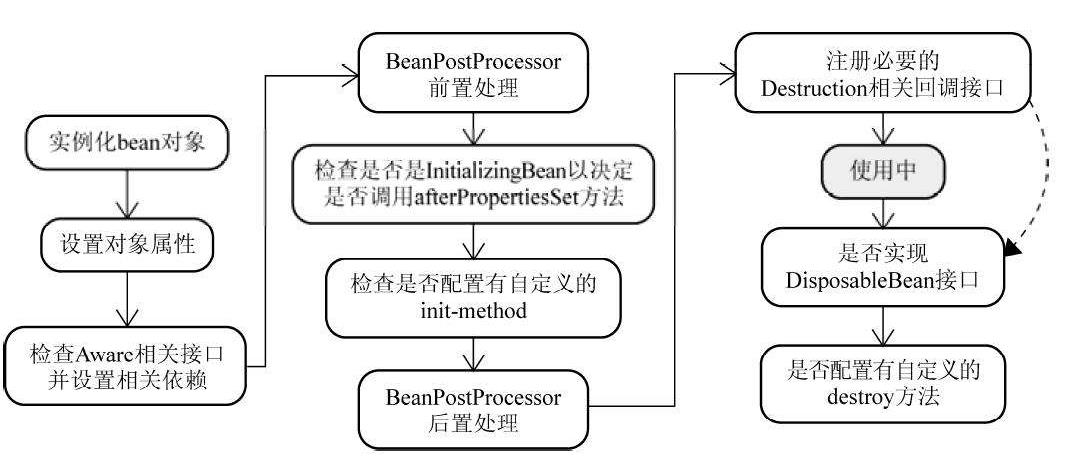 实例化bean对象
设置对象属性
检查Aware相关接口
并设置相关依赖
BeanPostProcessor
前置处理
检查是否是InitializingBean以决定
是否调用afterPropertiesSet方法
检查是否配置有自定义的
init-method
BeanPostProcessor
后置处理
注册必要的
Destruction相关回调接口
使用中
是否实现
DisposableBean接口
是否配置有自定义的
destroy方法